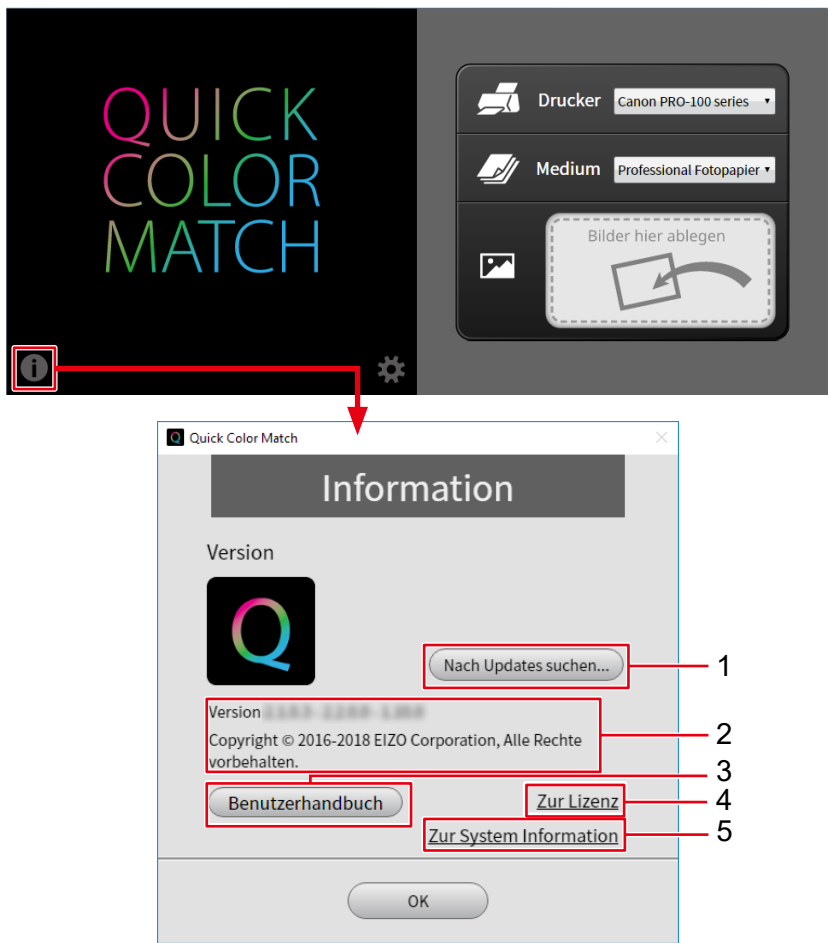 QUICK
COLOR
MATCH
Drucker Canon PRO-100 series
Medium Professional Fotopapier
Bilder hier ablegen
Quick Color Match
Information
Version
Q
Nach Updates suchen...
1
Version
Copyright © 2016-2018 EIZO Corporation, Alle Rechte
vorbehalten.
2
3
Benutzerhandbuch
Zur Lizenz
4
Zur System Information
5
OK